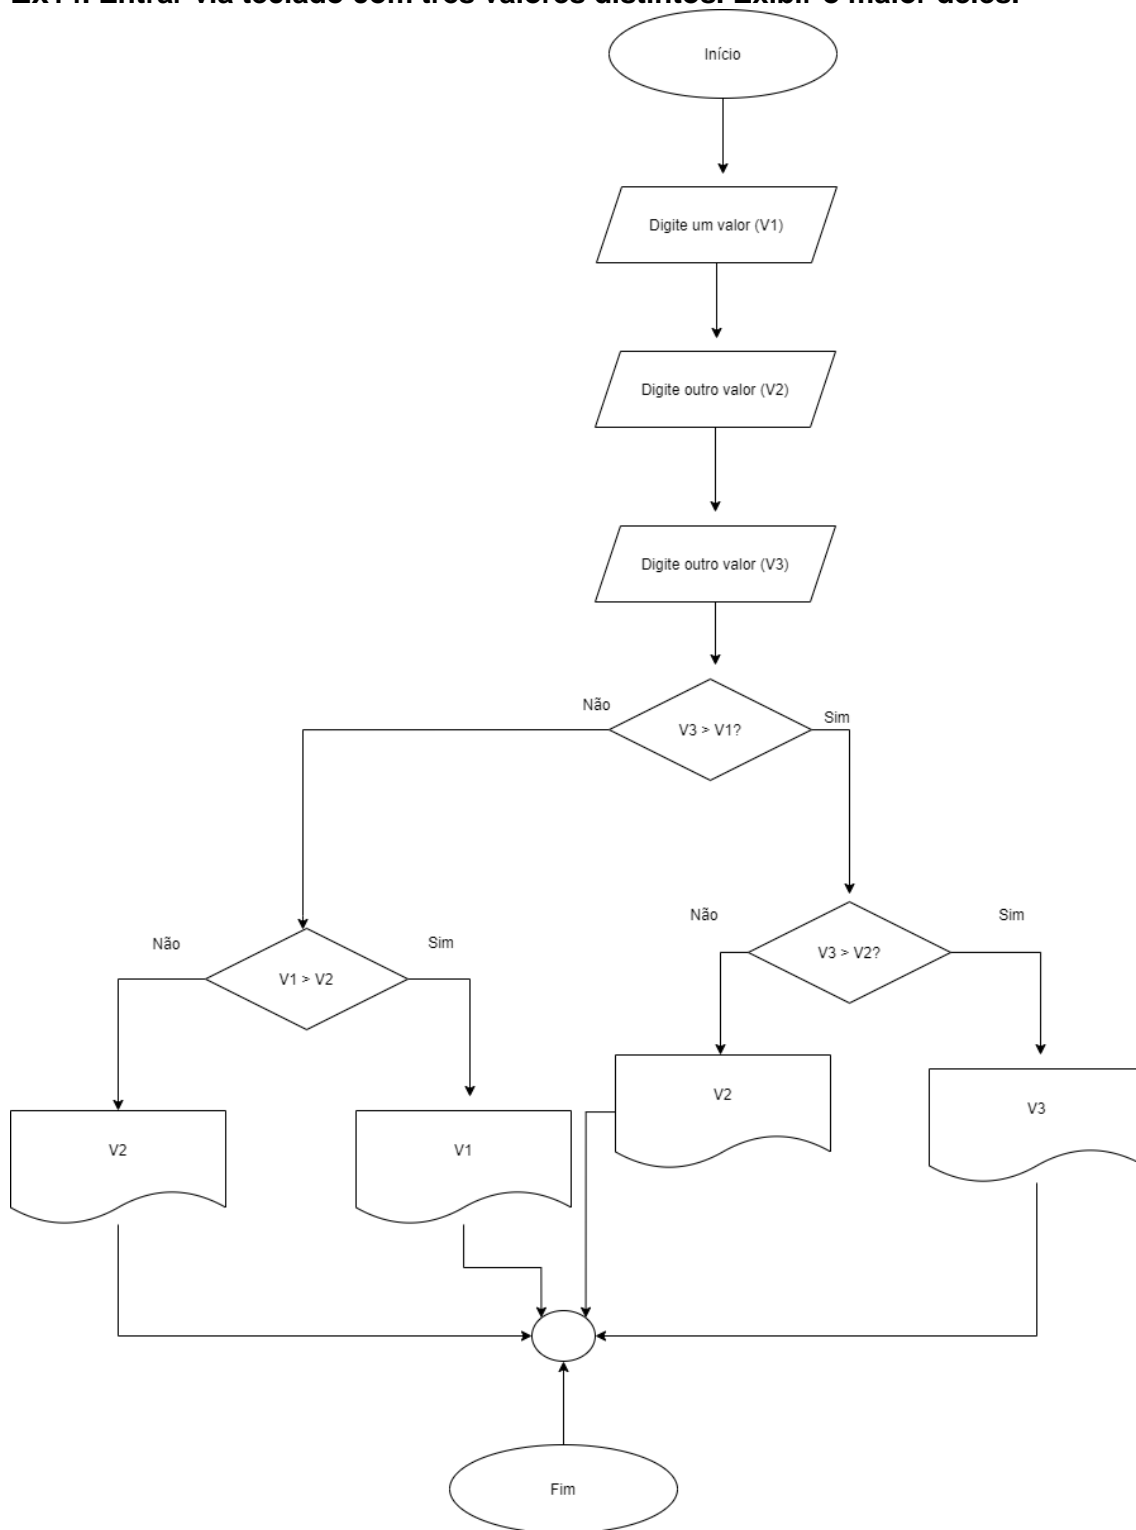 Ex14. Entrar via teclado com três valores distintos. Exibir o maior deles.
Início
Digite um valor (V1)
Digite outro valor (V2)
Digite outro valor (V3)
Não
V3 > V1?
Sim
Não
V1 > V2
Sim
Não
V3 > V2?
Sim
V2
V1
V2
V3
Fim